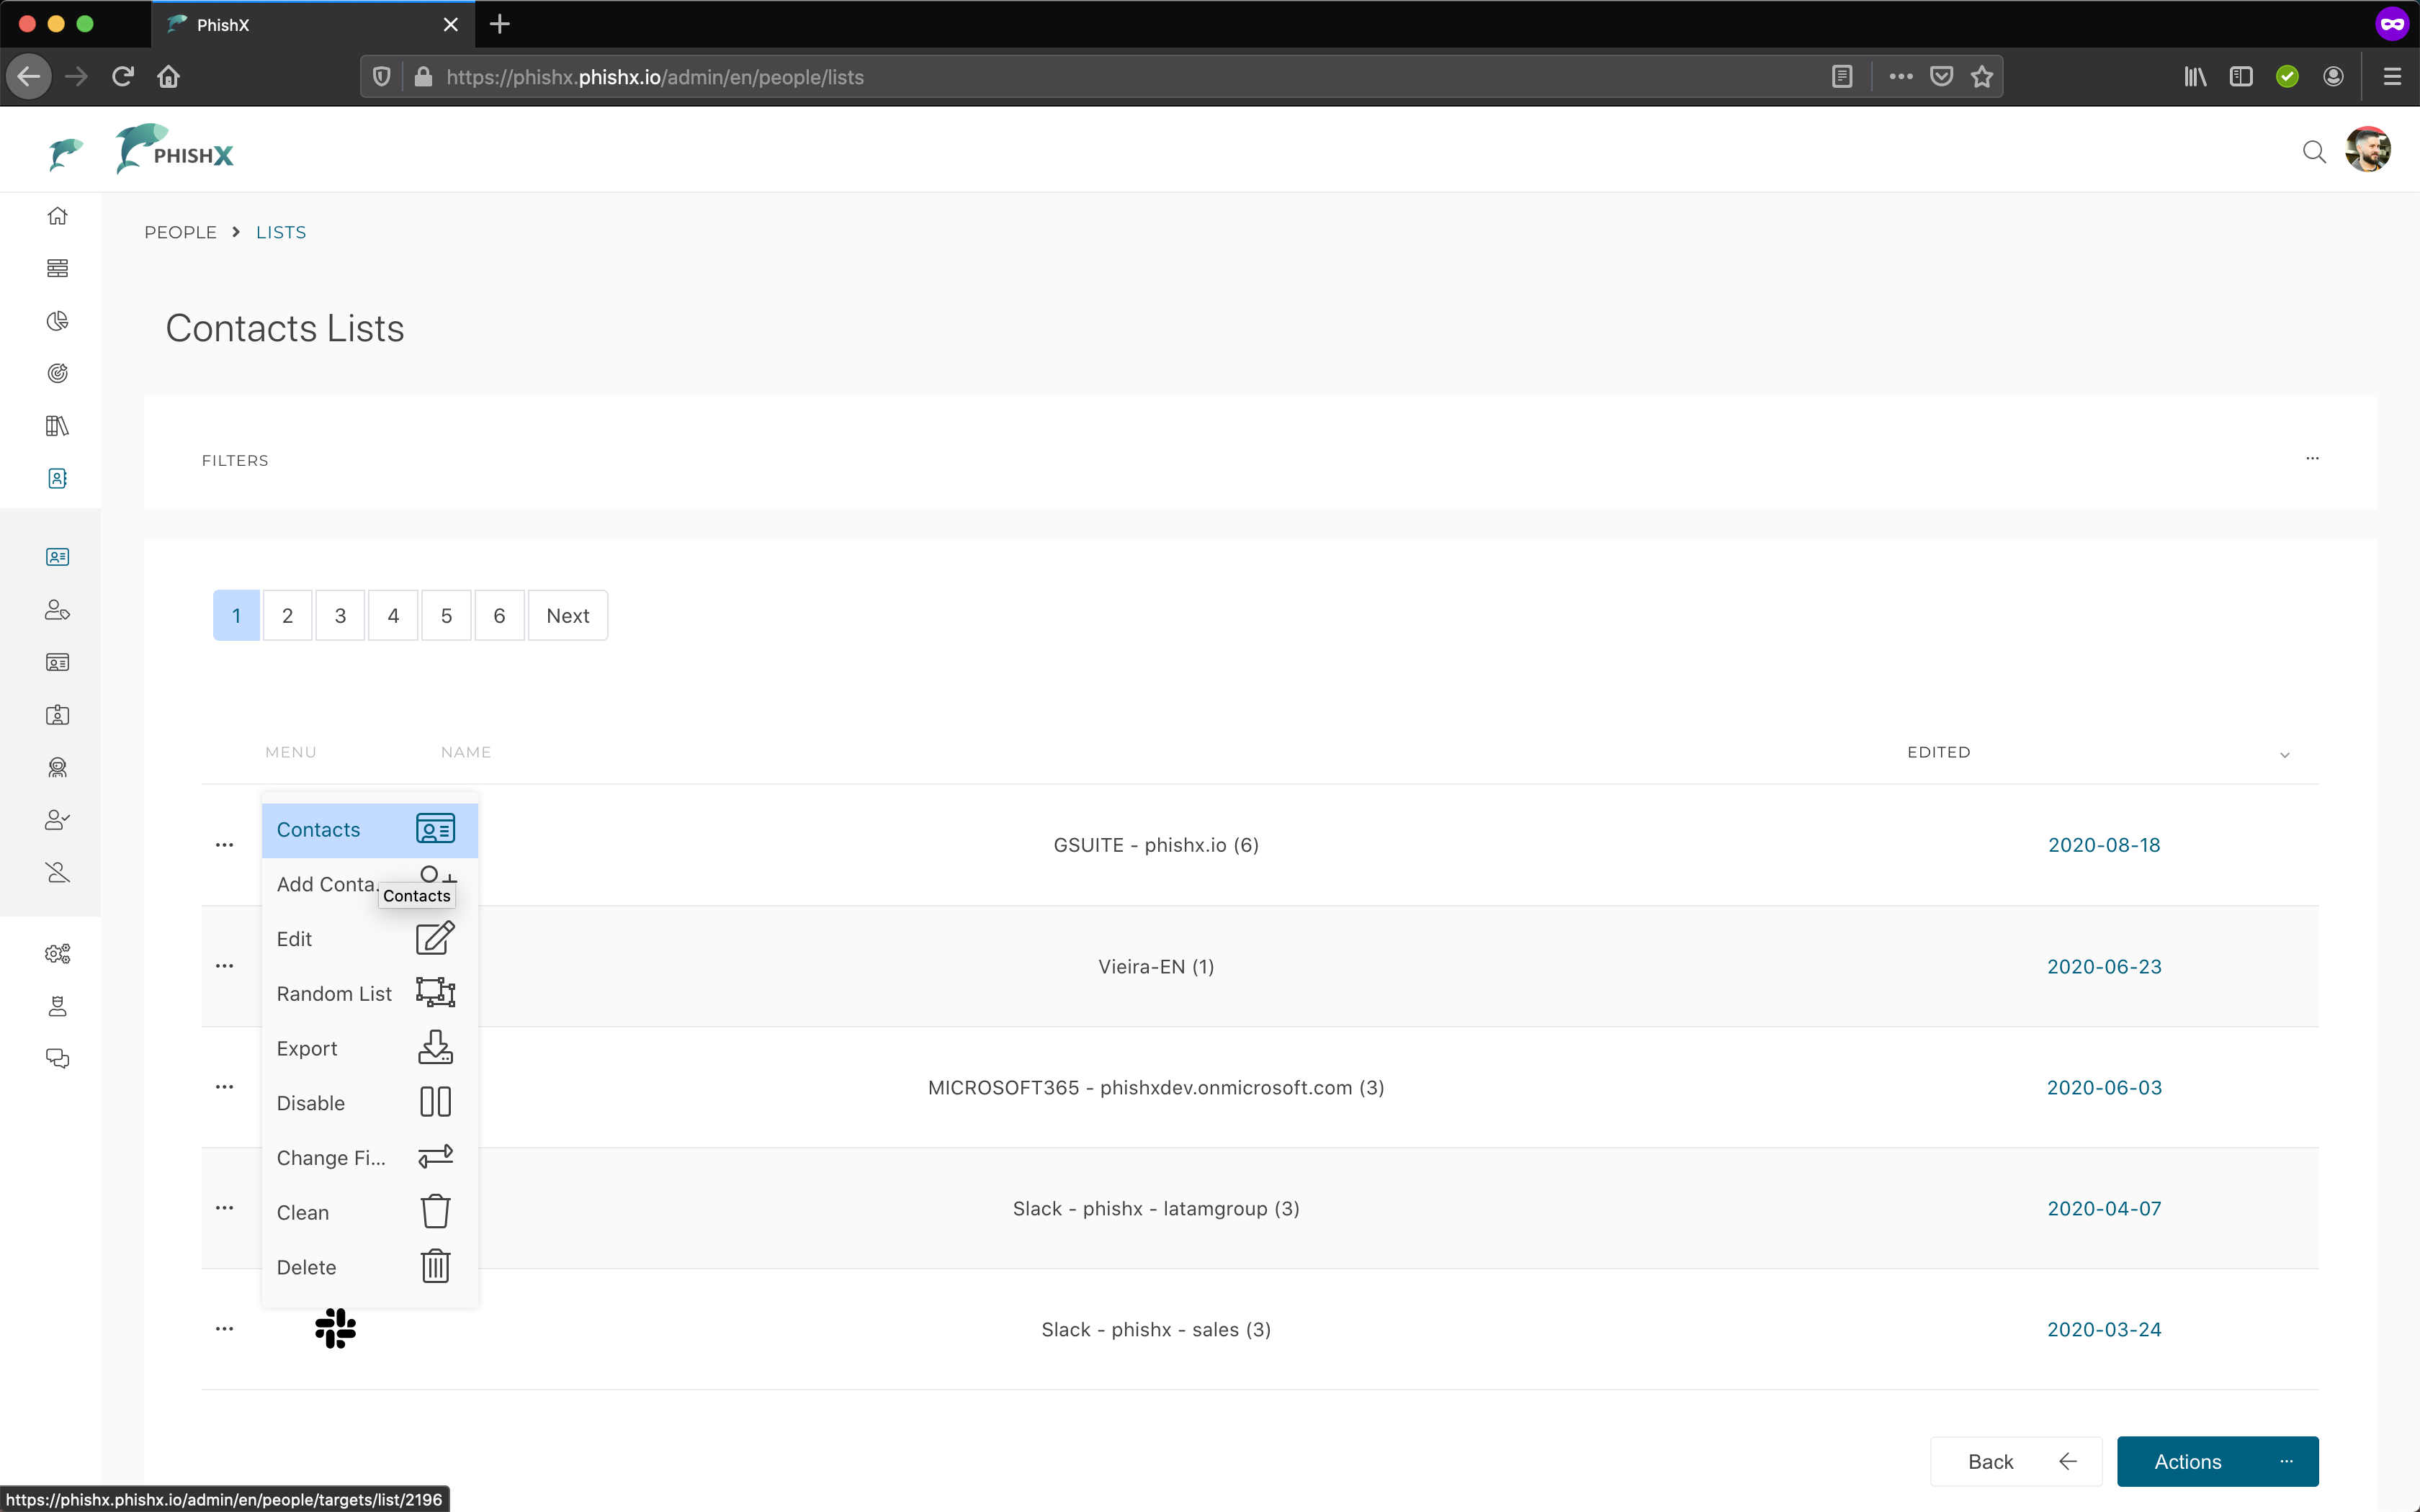 PhishX
https://phishx.phishx.io/admin/en/people/lists
PHISHX
PEOPLE > LISTS
Contacts Lists
FILTERS
1 2 3 4 5 6 Next
MENU NAME EDITED
Contacts
GSUITE - phishx.io (6) 2020-08-18
Add Conta...
Contacts
Edit
Vieira-EN (1) 2020-06-23
Random List
Export
MICROSOFT365 - phishxdev.onmicrosoft.com (3) 2020-06-03
Disable
Change Fi...
Clean
Slack - phishx - latamgroup (3) 2020-04-07
Delete
Slack - phishx - sales (3) 2020-03-24
Back Actions
https://phishx.phishx.io/admin/en/people/targets/list/2196